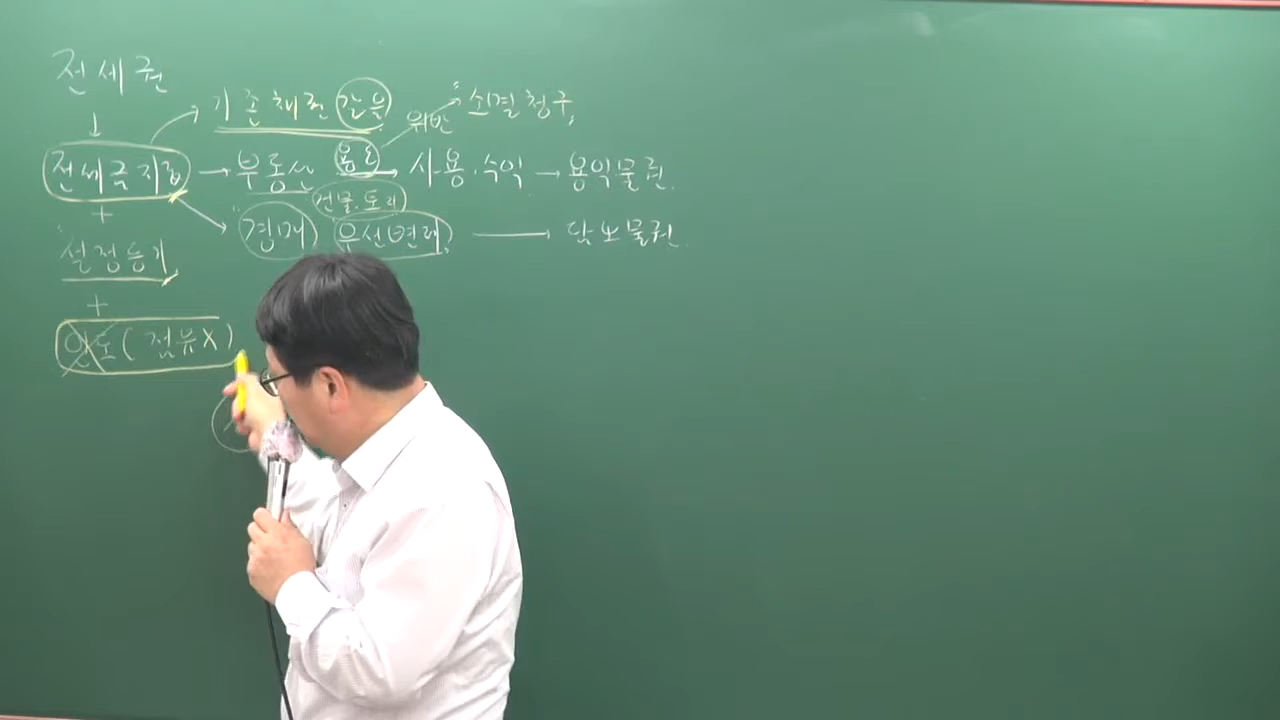 전세권
↓
기존채권 갈음
위반 소멸청구
전세금지급 → 부동산 용도 사용·수익 → 용익물권
+
건물.토지
경매 우선변제 → 담보물권
설정등기
+
인도(점유X)